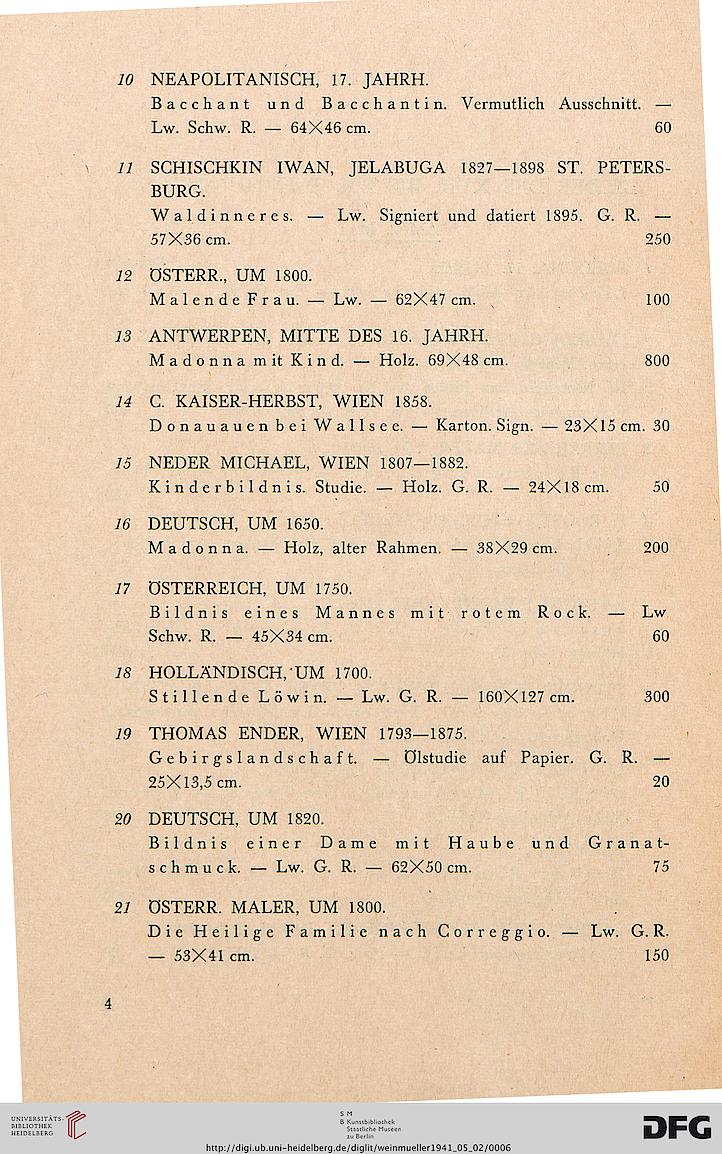 10 NEAPOLITANISCH, 17. JAHRH.
Bacchant und Bacchantin. Vermutlich Ausschnitt. —
Lw. Schw. R. — 64×46 cm. 60
11 SCHISCHKIN IWAN, JELABUGA 1827—1898 ST. PETERS-
BURG.
Waldinneres. — Lw. Signiert und datiert 1895. G. R. —
57×36 cm. 250
12 ÖSTERR., UM 1800.
Malende Frau. — Lw. — 62×47 cm. 100
13 ANTWERPEN, MITTE DES 16. JAHRH.
Madonna mit Kind. — Holz. 69×48 cm. 800
14 C. KAISER-HERBST, WIEN 1858.
Donauauen bei Wallsee. — Karton. Sign. — 23×15 cm. 30
15 NEDER MICHAEL, WIEN 1807—1882.
Kinderbildnis. Studie. — Holz. G. R. — 24×18 cm. 50
16 DEUTSCH, UM 1650.
Madonna. — Holz, alter Rahmen. — 38×29 cm. 200
17 ÖSTERREICH, UM 1750.
Bildnis eines Mannes mit rotem Rock. — Lw
Schw. R. — 45×34 cm. 60
18 HOLLÄNDISCH, UM 1700.
Stillende Löwin. — Lw. G. R. — 160×127 cm. 300
19 THOMAS ENDER, WIEN 1793—1875.
Gebirgslandschaft. — Ölstudie auf Papier. G. R. —
25×13,5 cm. 20
20 DEUTSCH, UM 1820.
Bildnis einer Dame mit Haube und Granat-
schmuck. — Lw. G. R. — 62×50 cm. 75
21 ÖSTERR. MALER, UM 1800.
Die Heilige Familie nach Correggio. — Lw. G. R.
— 53×41 cm. 150
4
UNIVERSITÄTS-
BIBLIOTHEK
HEIDELBERG
S M
B Kunstbibliothek
Staatliche Museen
zu Berlin
DFG
http://digi.ub.uni-heidelberg.de/diglit/weinmueller1941_05_02/0006